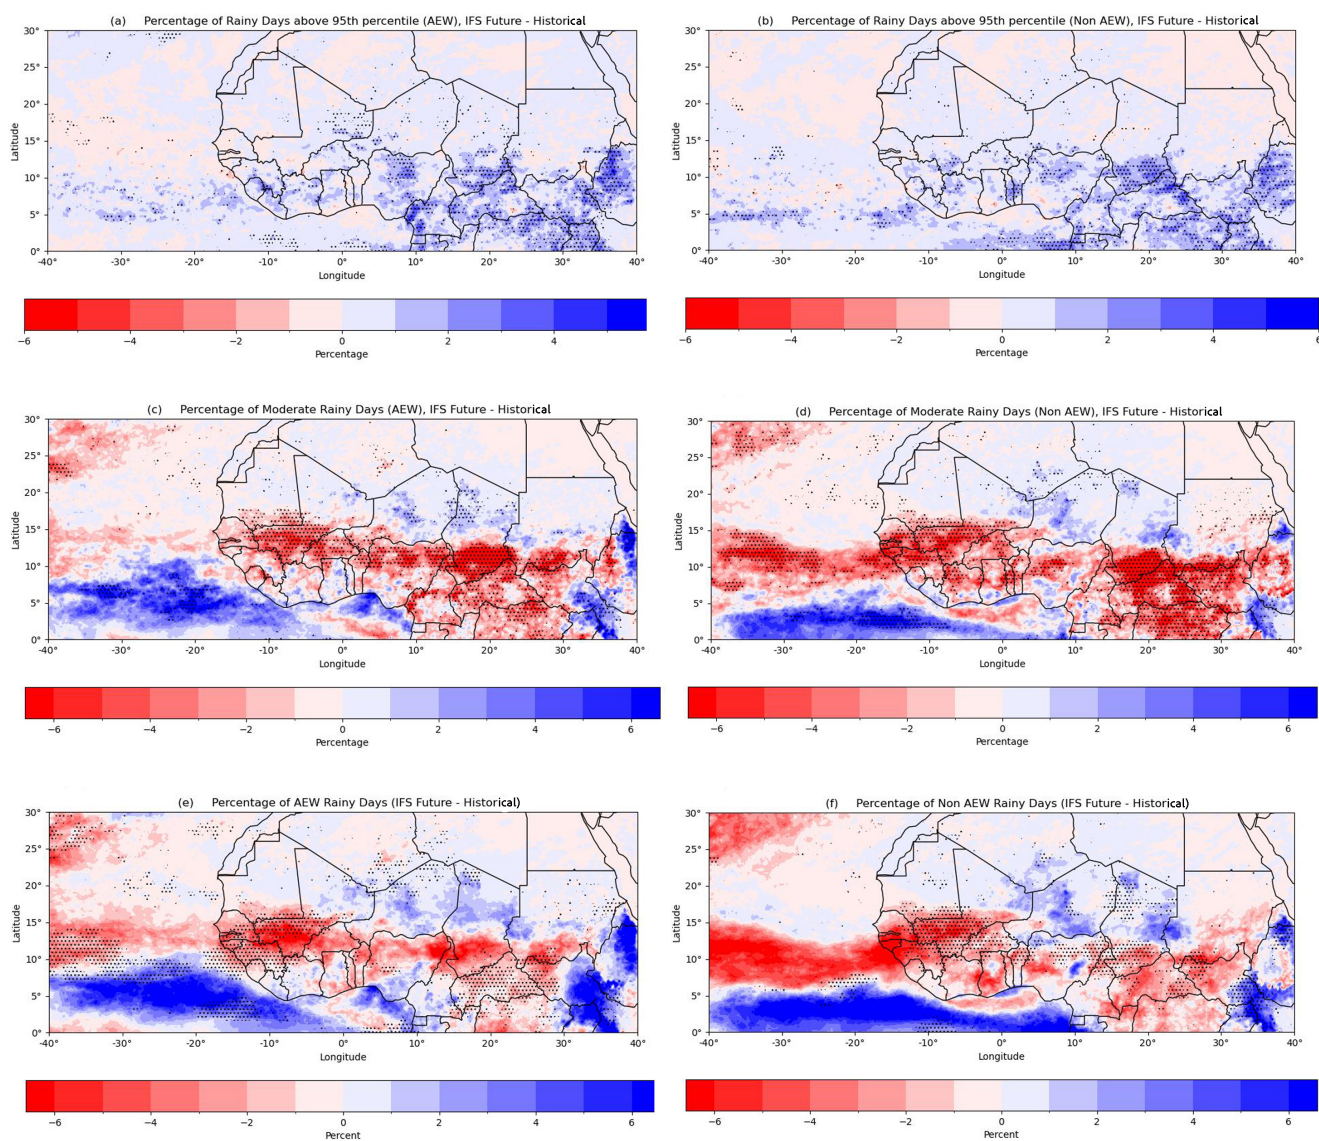 (a) Percentage of Rainy Days above 95th percentile (AEW), IFS Future - Historical
(b) Percentage of Rainy Days above 95th percentile (Non AEW), IFS Future - Historical
30°
25°
20°
15°
10°
5°
0°
Latitude
-40° -30° -20° -10° 0° 10° 20° 30° 40°
Longitude
−6 −4 −2 0 2 4
Percentage
30°
25°
20°
15°
10°
5°
0°
Latitude
-40° -30° -20° -10° 0° 10° 20° 30° 40°
Longitude
−6 −4 −2 0 2 4 6
Percentage
(c) Percentage of Moderate Rainy Days (AEW), IFS Future - Historical
(d) Percentage of Moderate Rainy Days (Non AEW), IFS Future - Historical
30°
25°
20°
15°
10°
5°
0°
Latitude
-40° -30° -20° -10° 0° 10° 20° 30° 40°
Longitude
−6 −4 −2 0 2 4 6
Percentage
30°
25°
20°
15°
10°
5°
0°
Latitude
-40° -30° -20° -10° 0° 10° 20° 30° 40°
Longitude
−6 −4 −2 0 2 4 6
Percentage
(e) Percentage of AEW Rainy Days (IFS Future - Historical)
(f) Percentage of Non AEW Rainy Days (IFS Future - Historical)
30°
25°
20°
15°
10°
5°
0°
Latitude
-40° -30° -20° -10° 0° 10° 20° 30° 40°
Longitude
−6 −4 −2 0 2 4 6
Percent
30°
25°
20°
15°
10°
5°
0°
Latitude
-40° -30° -20° -10° 0° 10° 20° 30° 40°
Longitude
−6 −4 −2 0 2 4 6
Percent